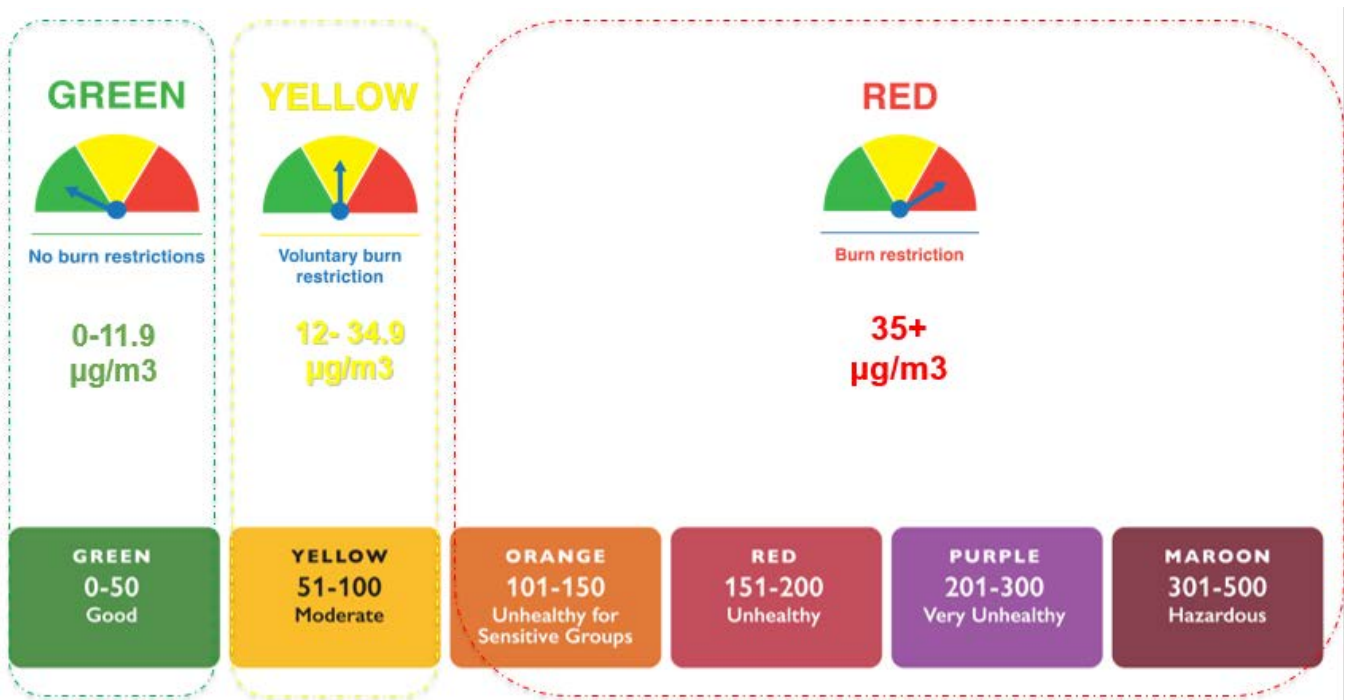 GREEN
No burn restrictions
0-11.9
µg/m3
YELLOW
Voluntary burn
restriction
12- 34.9
µg/m3
RED
Burn restriction
35+
µg/m3
GREEN
0-50
Good
YELLOW
51-100
Moderate
ORANGE
101-150
Unhealthy for
Sensitive Groups
RED
151-200
Unhealthy
PURPLE
201-300
Very Unhealthy
MAROON
301-500
Hazardous